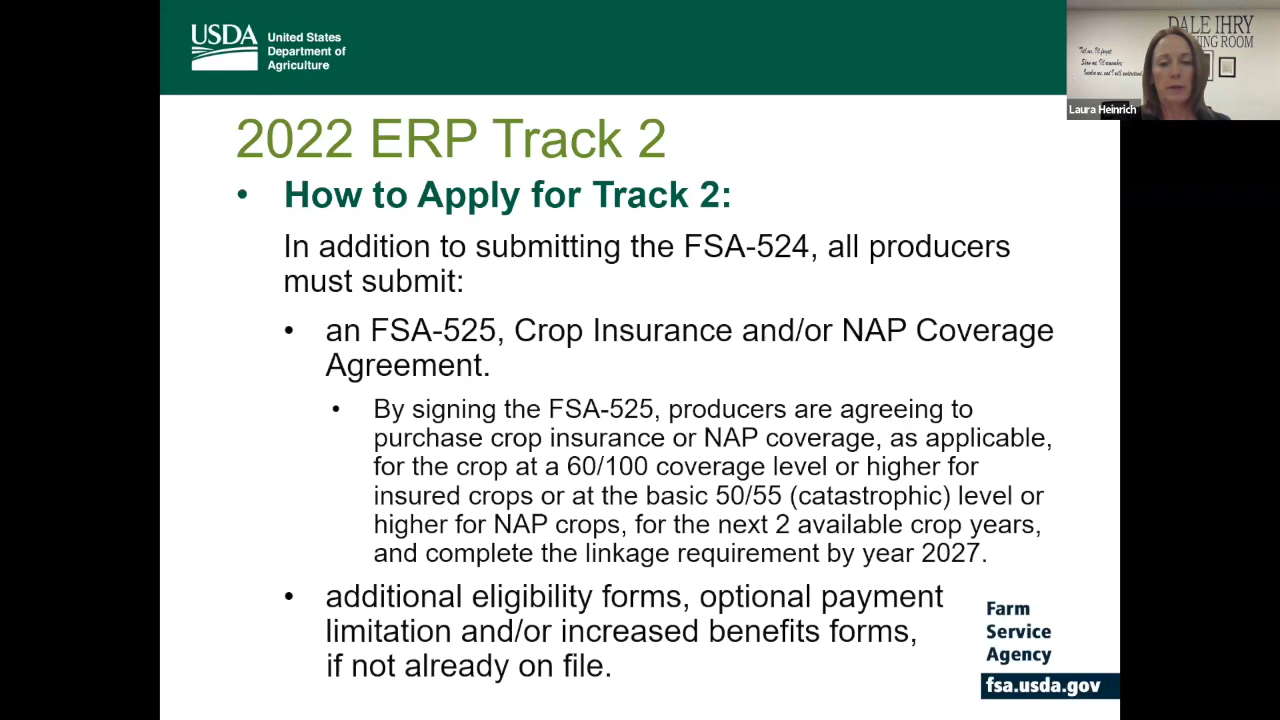 USDA
United States
Department of
Agriculture
DALE IHRY
NING ROOM
Laura Heinrich
2022 ERP Track 2
• How to Apply for Track 2:
In addition to submitting the FSA-524, all producers
must submit:
• an FSA-525, Crop Insurance and/or NAP Coverage
Agreement.
• By signing the FSA-525, producers are agreeing to
purchase crop insurance or NAP coverage, as applicable,
for the crop at a 60/100 coverage level or higher for
insured crops or at the basic 50/55 (catastrophic) level or
higher for NAP crops, for the next 2 available crop years,
and complete the linkage requirement by year 2027.
• additional eligibility forms, optional payment
limitation and/or increased benefits forms,
if not already on file.
Farm
Service
Agency
fsa.usda.gov